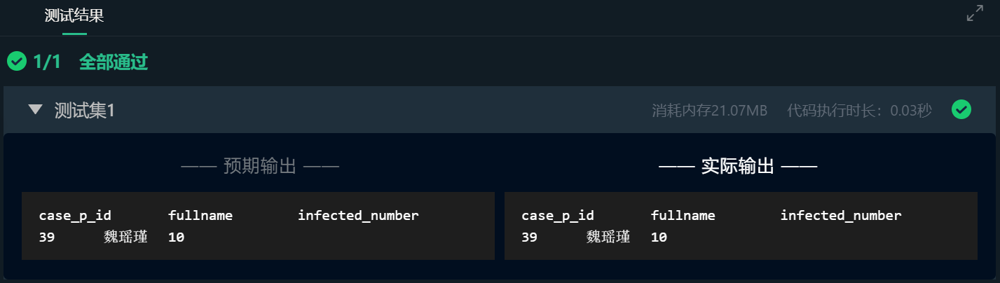 测试结果
1/1 全部通过
测试集1 消耗内存21.07MB 代码执行时长：0.03秒
—— 预期输出 ——
case_p_id fullname infected_number
39 魏瑶瑾 10
—— 实际输出 ——
case_p_id fullname infected_number
39 魏瑶瑾 10